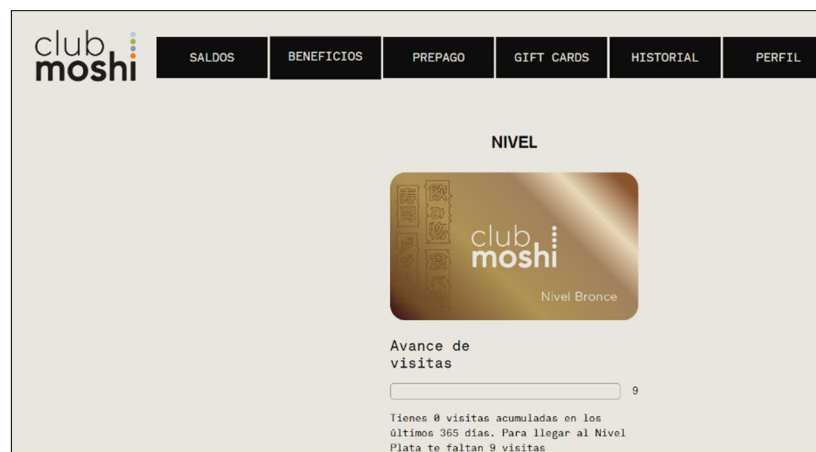 club
moshi
SALDOS
BENEFICIOS
PREPAGO
GIFT CARDS
HISTORIAL
PERFIL
NIVEL
club
moshi
Nivel Bronce
Avance de
visitas
9
Tienes 0 visitas acumuladas en los
últimos 365 días. Para llegar al Nivel
Plata te faltan 9 visitas